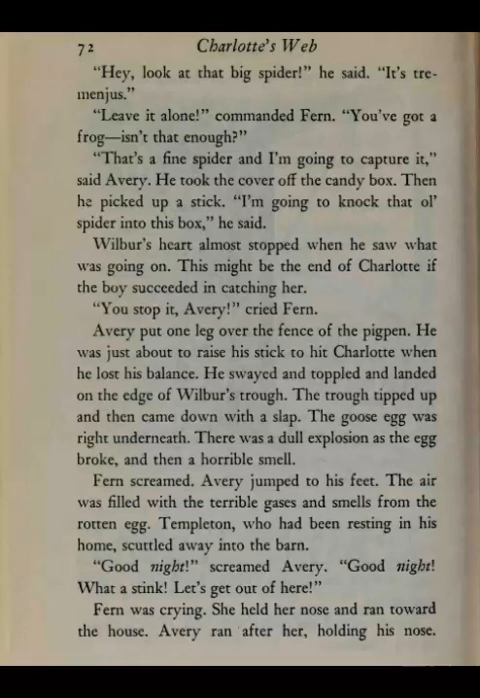 72 Charlotte's Web
"Hey, look at that big spider!" he said. "It's tre-
menjus."
"Leave it alone!" commanded Fern. "You've got a
frog—isn't that enough?"
"That's a fine spider and I'm going to capture it,"
said Avery. He took the cover off the candy box. Then
he picked up a stick. "I'm going to knock that ol'
spider into this box," he said.
Wilbur's heart almost stopped when he saw what
was going on. This might be the end of Charlotte if
the boy succeeded in catching her.
"You stop it, Avery!" cried Fern.
Avery put one leg over the fence of the pigpen. He
was just about to raise his stick to hit Charlotte when
he lost his balance. He swayed and toppled and landed
on the edge of Wilbur's trough. The trough tipped up
and then came down with a slap. The goose egg was
right underneath. There was a dull explosion as the egg
broke, and then a horrible smell.
Fern screamed. Avery jumped to his feet. The air
was filled with the terrible gases and smells from the
rotten egg. Templeton, who had been resting in his
home, scuttled away into the barn.
"Good night!" screamed Avery. "Good night!
What a stink! Let's get out of here!"
Fern was crying. She held her nose and ran toward
the house. Avery ran after her, holding his nose.